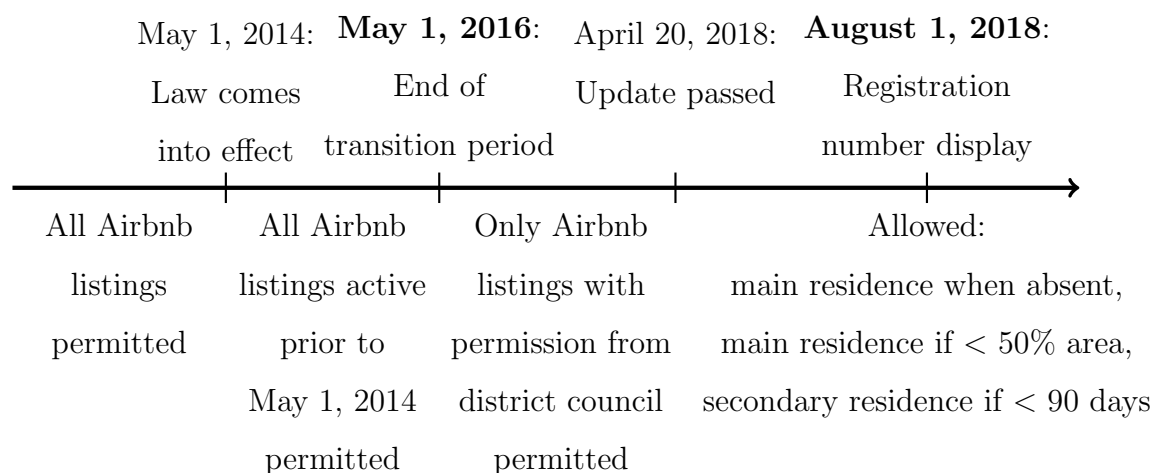 May 1, 2014:
Law comes
into effect
May 1, 2016:
End of
transition period
April 20, 2018:
Update passed
August 1, 2018:
Registration
number display
All Airbnb
listings
permitted
All Airbnb
listings active
prior to
May 1, 2014
permitted
Only Airbnb
listings with
permission from
district council
permitted
Allowed:
main residence when absent,
main residence if < 50% area,
secondary residence if < 90 days